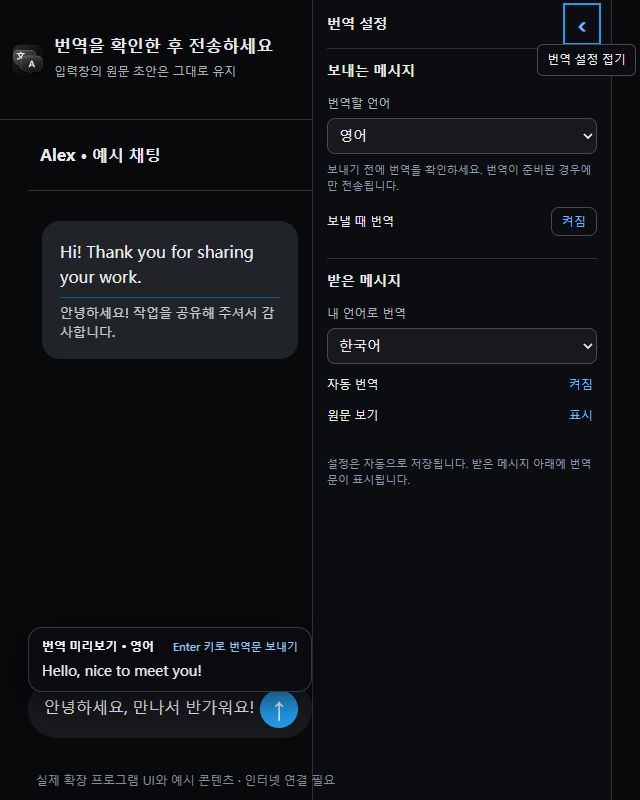 번역을 확인한 후 전송하세요
입력창의 원문 초안은 그대로 유지
Alex • 예시 채팅
Hi! Thank you for sharing
your work.
안녕하세요! 작업을 공유해 주셔서 감
사합니다.
번역 미리보기 • 영어
Enter 키로 번역문 보내기
Hello, nice to meet you!
안녕하세요, 만나서 반가워요!
실제 확장 프로그램 UI와 예시 콘텐츠 · 인터넷 연결 필요
번역 설정
번역 설정 접기
보내는 메시지
번역할 언어
영어
보내기 전에 번역을 확인하세요. 번역이 준비된 경우에
만 전송됩니다.
보낼 때 번역
켜짐
받은 메시지
내 언어로 번역
한국어
자동 번역
켜짐
원문 보기
표시
설정은 자동으로 저장됩니다. 받은 메시지 아래에 번역
문이 표시됩니다.